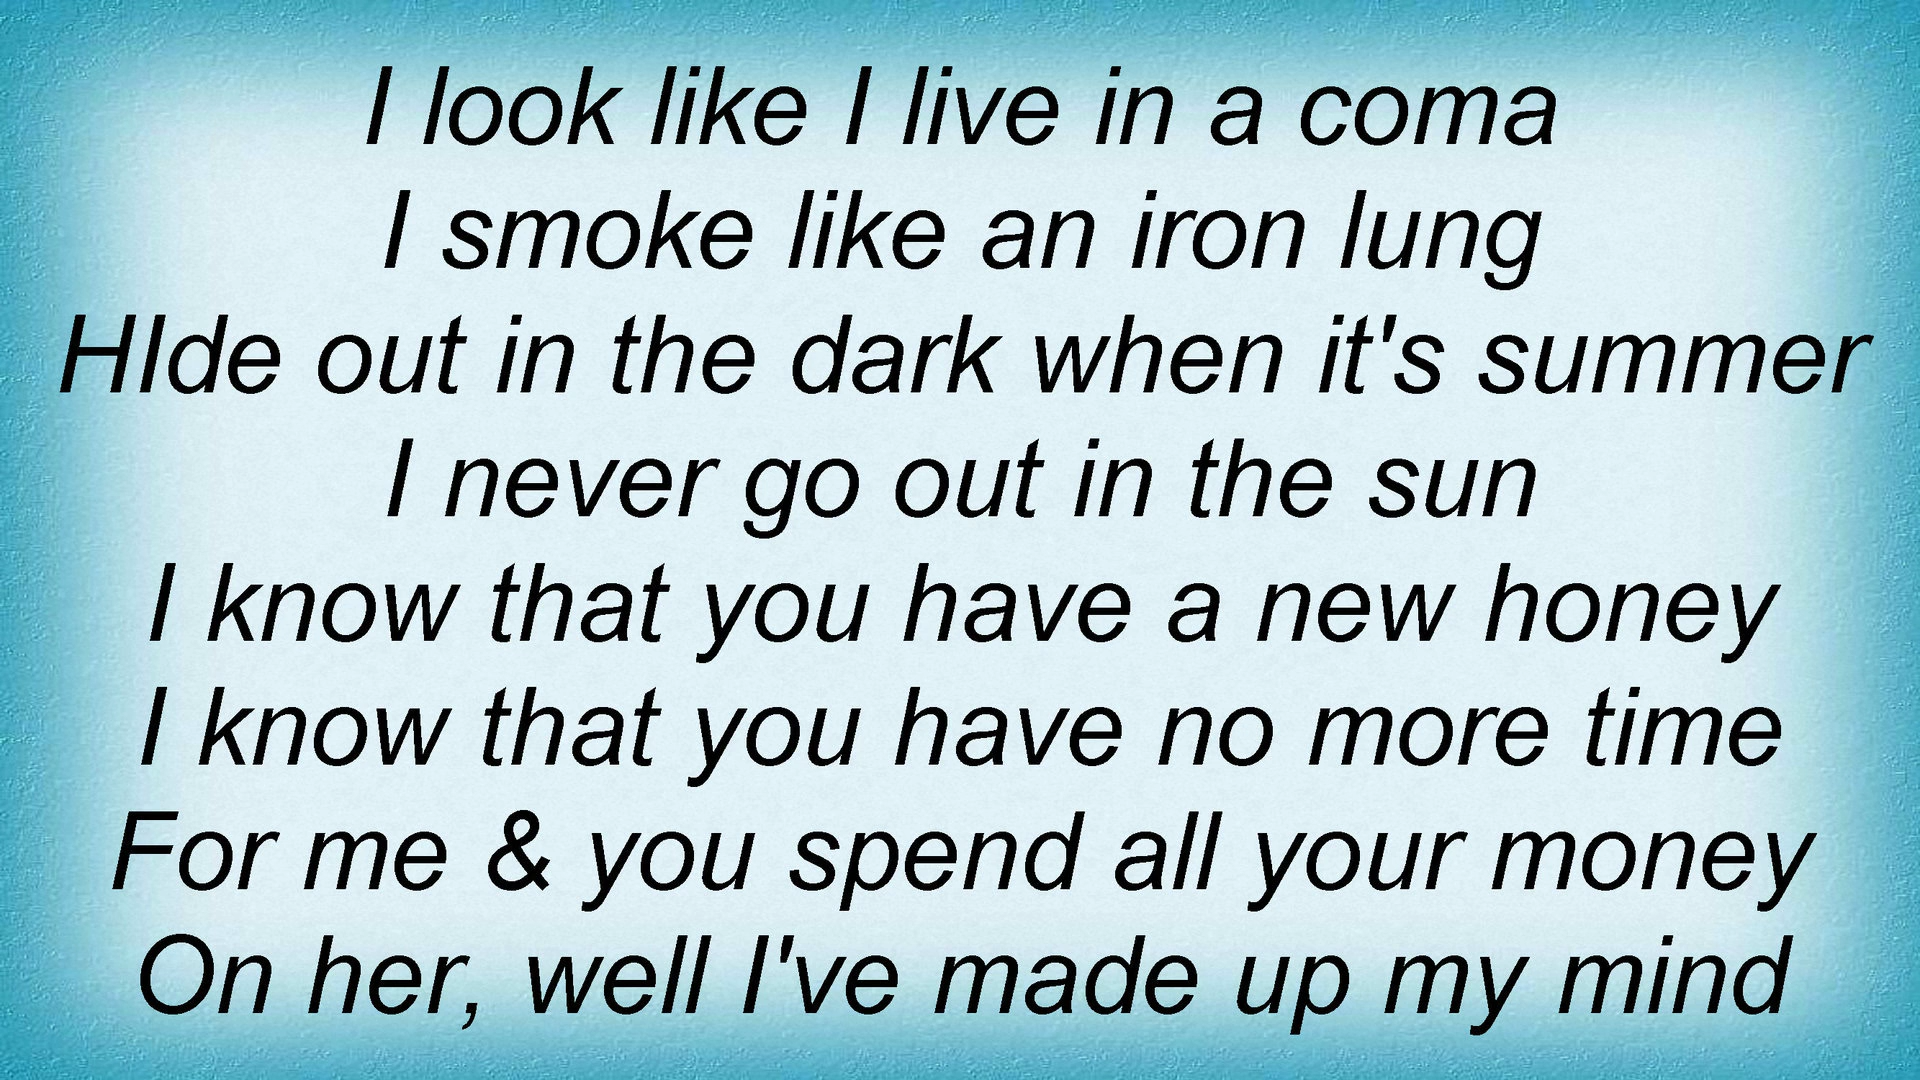 I look like I live in a coma
I smoke like an iron lung
HIde out in the dark when it's summer
I never go out in the sun
I know that you have a new honey
I know that you have no more time
For me & you spend all your money
On her, well I've made up my mind